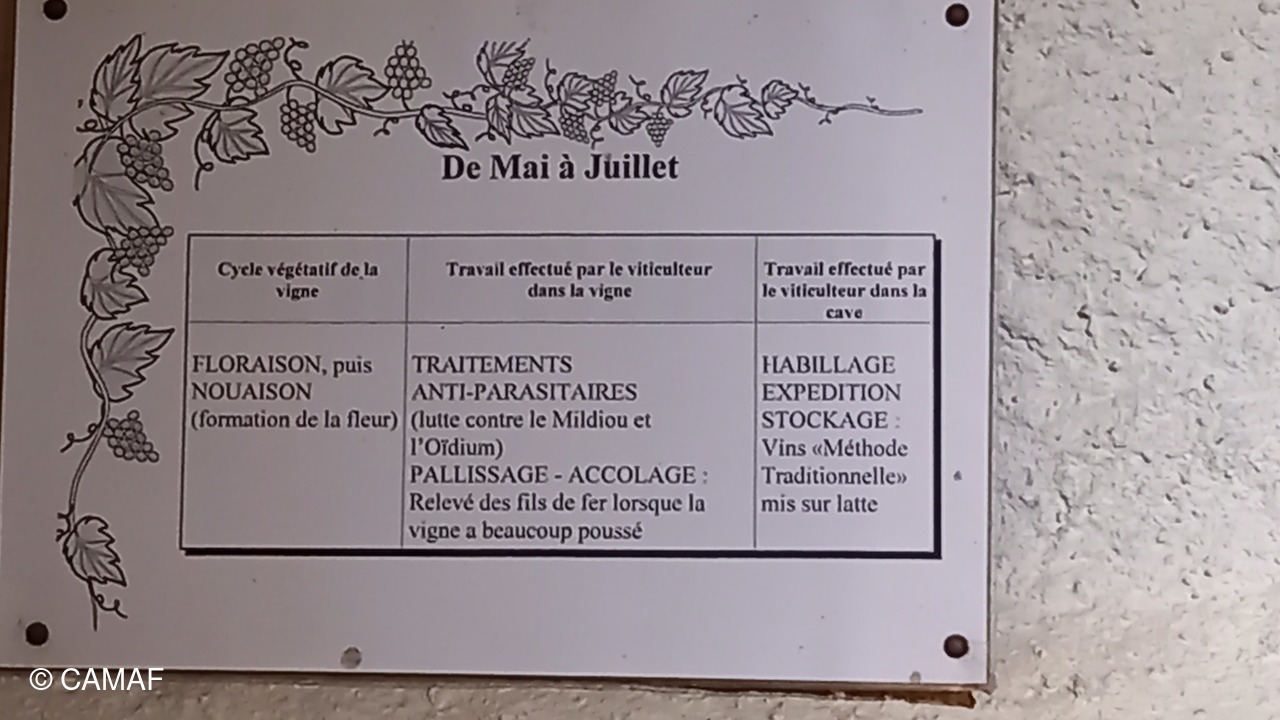 De Mai à Juillet
Cycle végétatif de la
vigne
Travail effectué par le viticulteur
dans la vigne
Travail effectué par
le viticulteur dans la
cave
FLORAISON, puis
NOUAISON
(formation de la fleur)
TRAITEMENTS
ANTI-PARASITAIRES
(lutte contre le Mildiou et
l'Oïdium)
PALLISSAGE - ACCOLAGE :
Relevé des fils de fer lorsque la
vigne a beaucoup poussé
HABILLAGE
EXPEDITION
STOCKAGE :
Vins «Méthode
Traditionnelle»
mis sur latte
© CAMAF